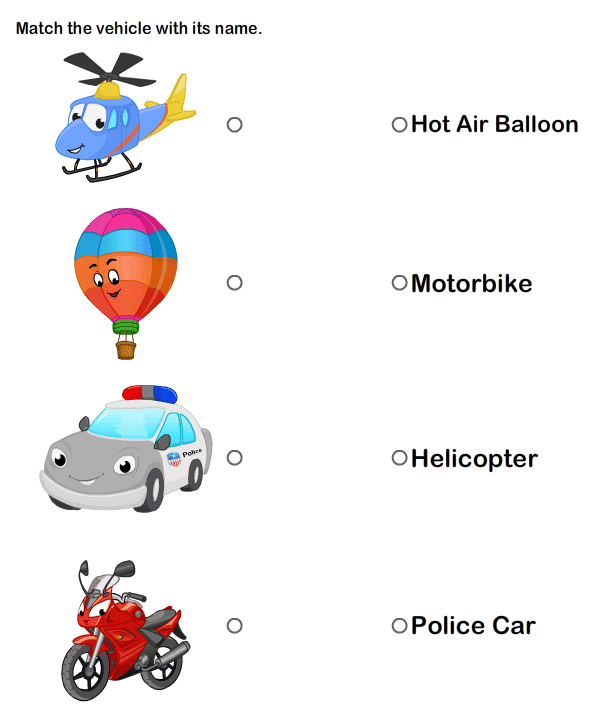 Match the vehicle with its name.
Hot Air Balloon
Motorbike
Police
Helicopter
Police Car